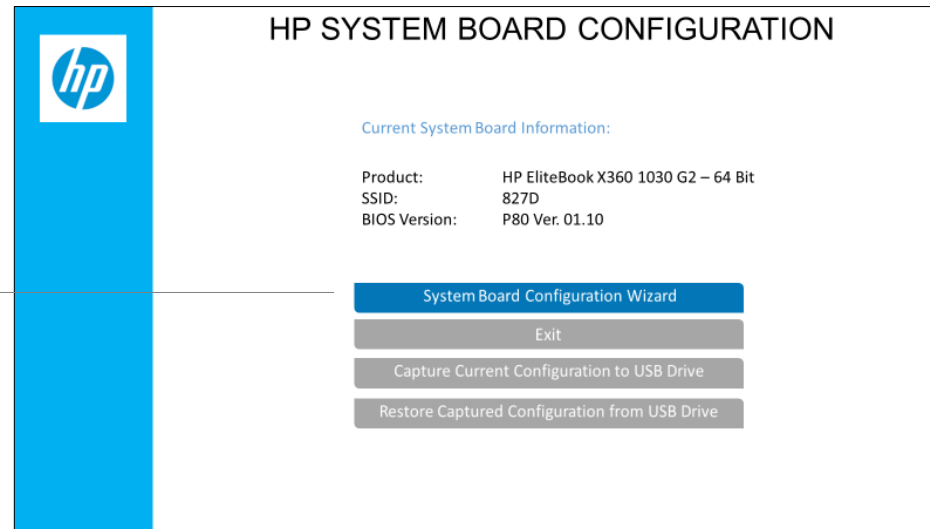 HP SYSTEM BOARD CONFIGURATION
hp
Current System Board Information:
Product: HP EliteBook X360 1030 G2 – 64 Bit
SSID: 827D
BIOS Version: P80 Ver. 01.10
System Board Configuration Wizard
Exit
Capture Current Configuration to USB Drive
Restore Captured Configuration from USB Drive